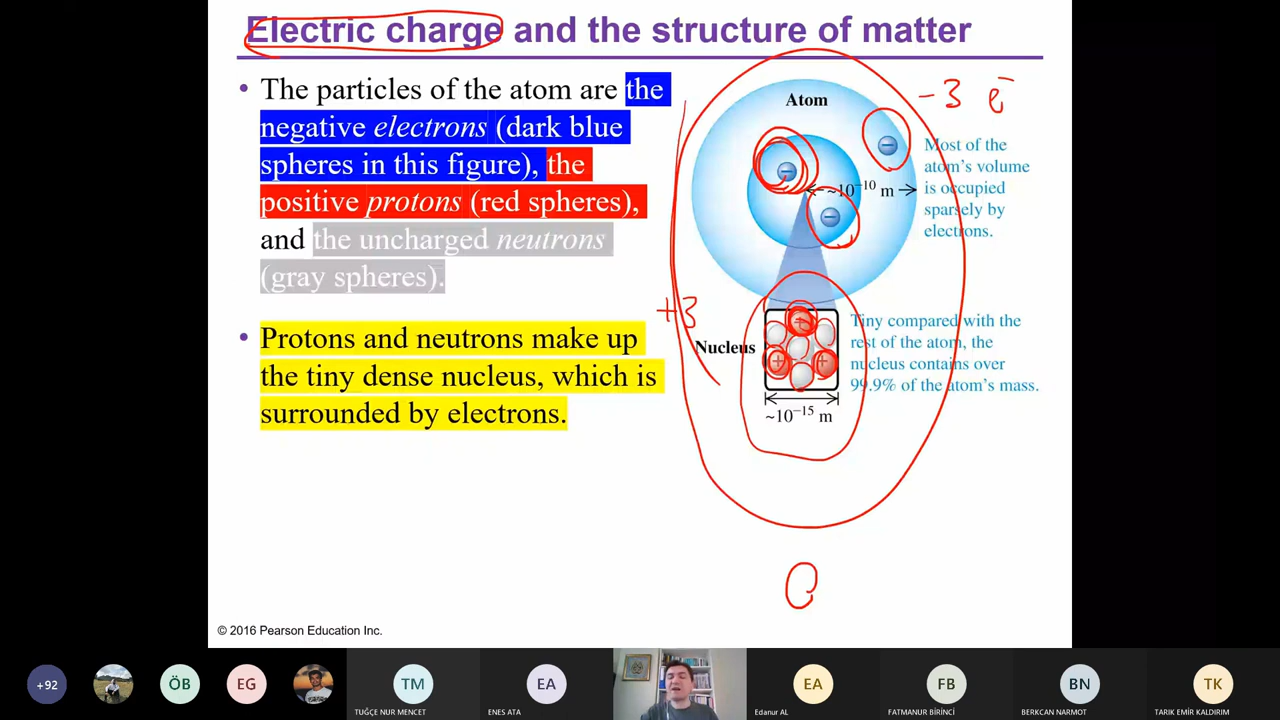 Electric charge and the structure of matter
• The particles of the atom are the
negative electrons (dark blue
spheres in this figure), the
positive protons (red spheres),
and the uncharged neutrons
(gray spheres).
• Protons and neutrons make up
the tiny dense nucleus, which is
surrounded by electrons.
Atom
-3 e⁻
Most of the
atom's volume
is occupied
sparsely by
electrons.
~10⁻¹⁰ m
+3
Nucleus
Tiny compared with the
rest of the atom, the
nucleus contains over
99.9% of the atom's mass.
~10⁻¹⁵ m
0
© 2016 Pearson Education Inc.
+92
ÖB
EG
TM
TUĞÇE NUR MENCET
EA
ENES ATA
EA
Edanur AL
FB
FATMANUR BİRİNCİ
BN
BERKCAN NARMOT
TK
TARIK EMİR KALDIRIM